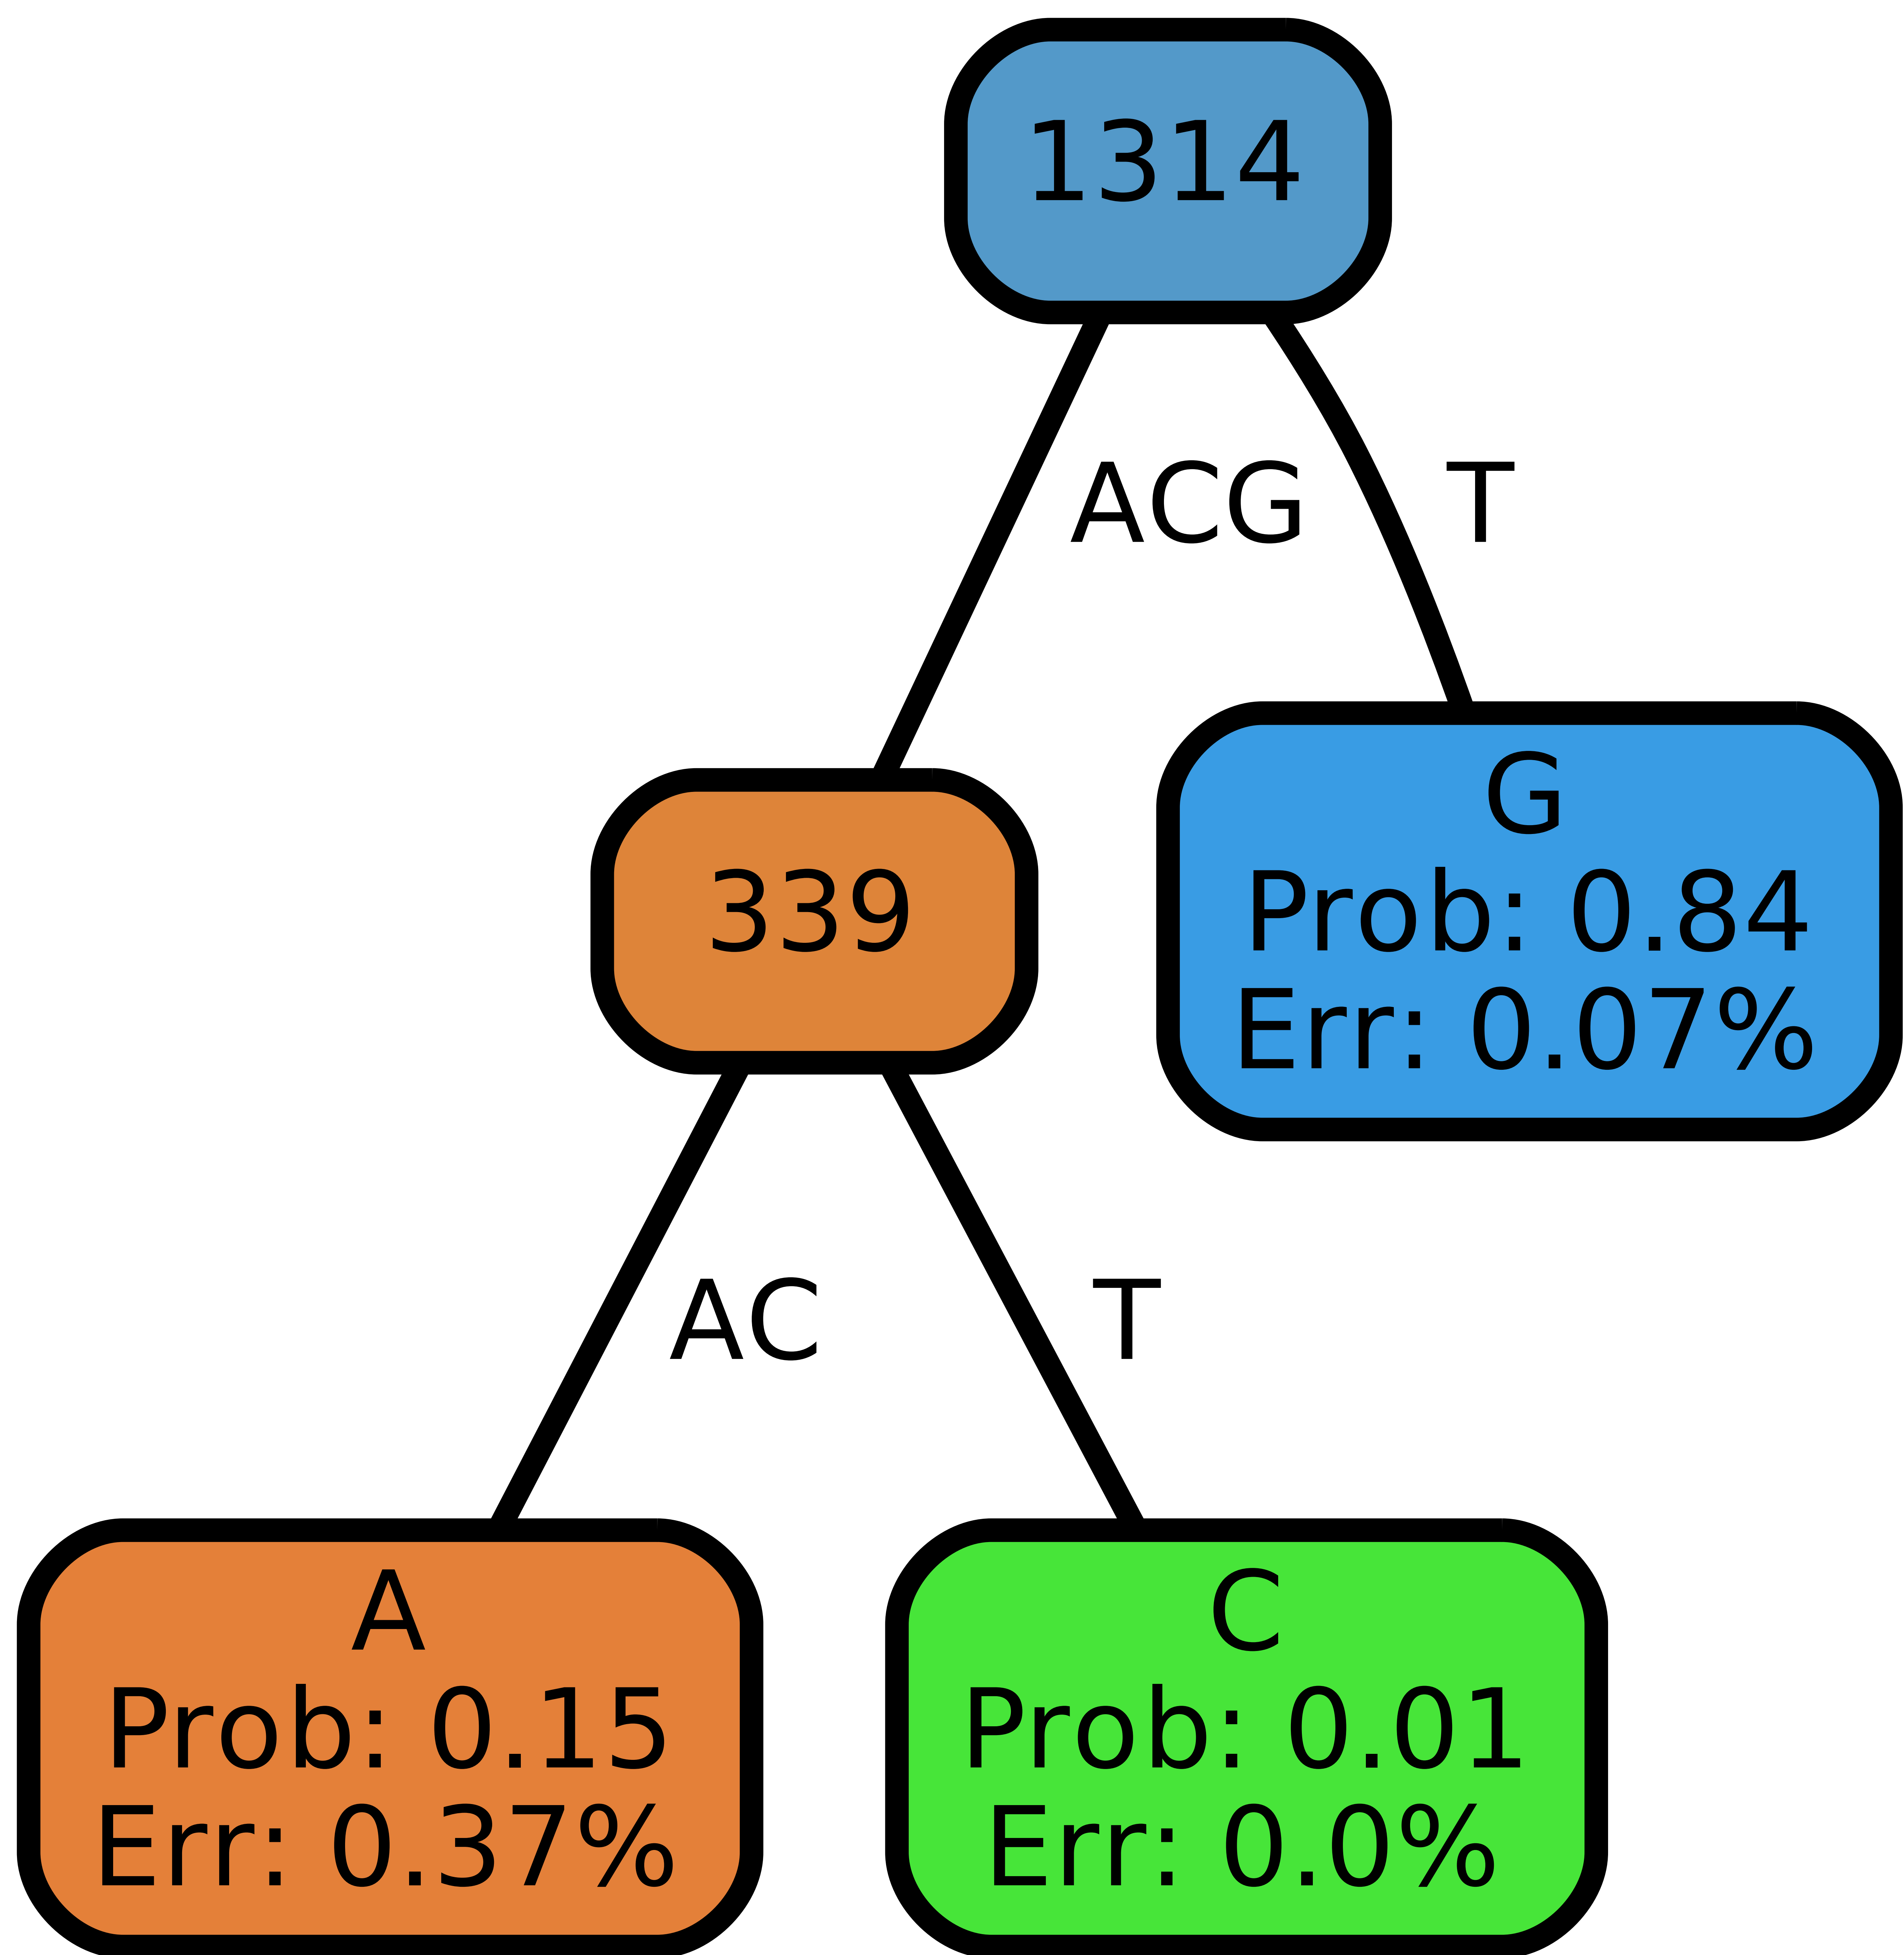 1314
ACG
T
339
G
Prob: 0.84
Err: 0.07%
AC
T
A
Prob: 0.15
Err: 0.37%
C
Prob: 0.01
Err: 0.0%